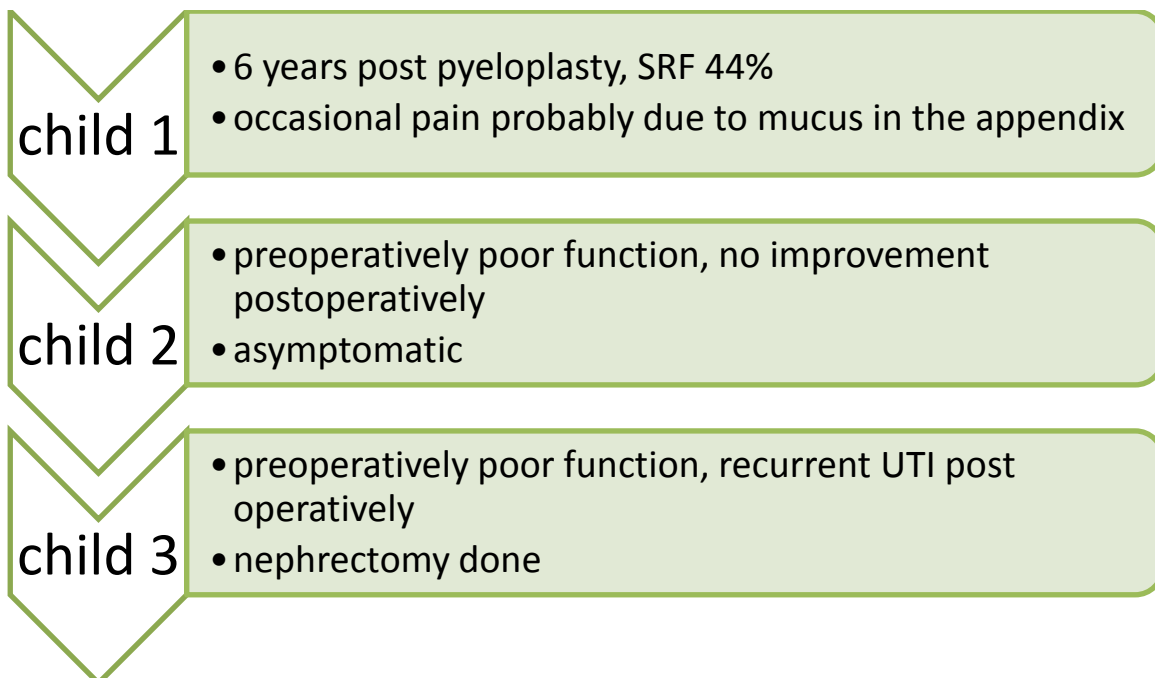 child 1
• 6 years post pyeloplasty, SRF 44%
• occasional pain probably due to mucus in the appendix
child 2
• preoperatively poor function, no improvement
postoperatively
• asymptomatic
child 3
• preoperatively poor function, recurrent UTI post
operatively
• nephrectomy done